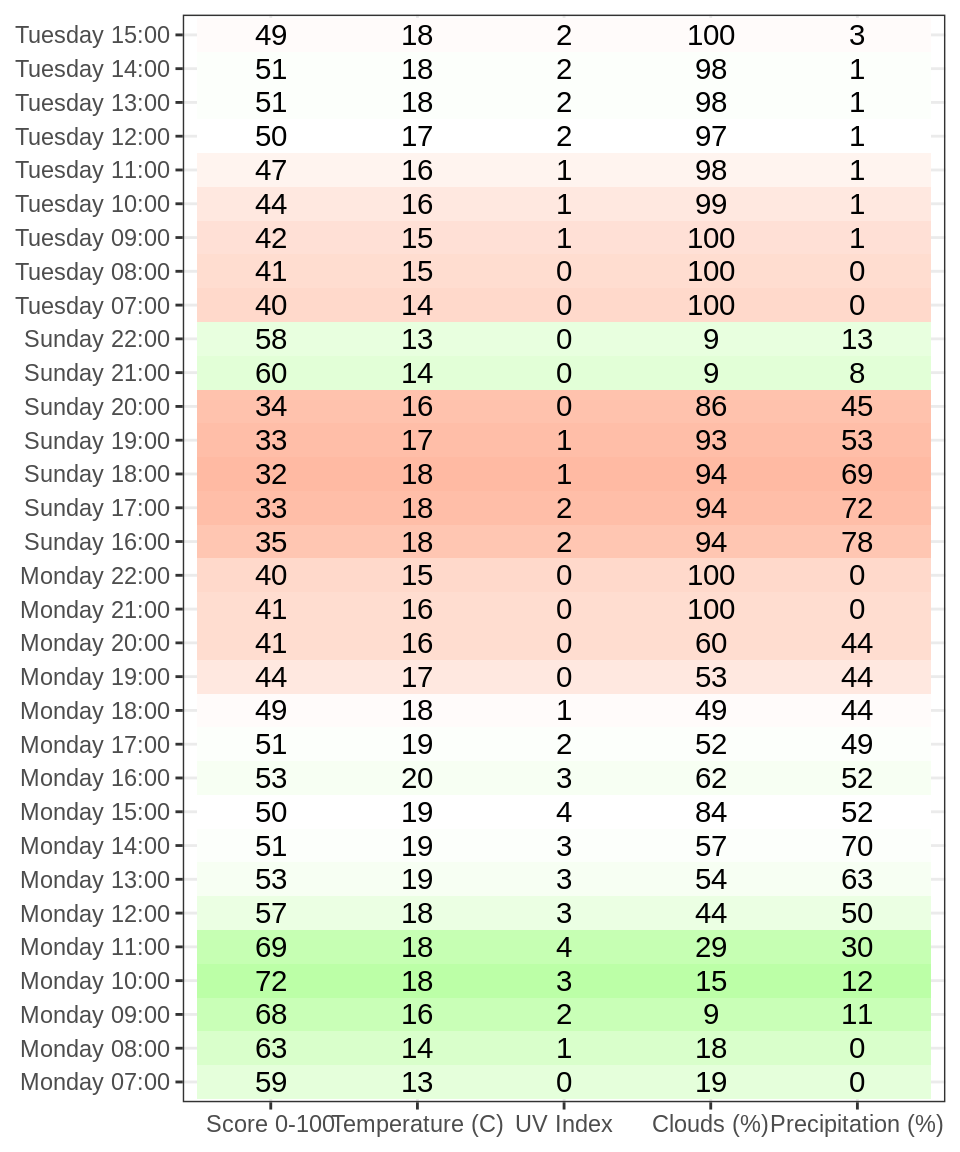 Tuesday 15:00 49 18 2 100 3
Tuesday 14:00 51 18 2 98 1
Tuesday 13:00 51 18 2 98 1
Tuesday 12:00 50 17 2 97 1
Tuesday 11:00 47 16 1 98 1
Tuesday 10:00 44 16 1 99 1
Tuesday 09:00 42 15 1 100 1
Tuesday 08:00 41 15 0 100 0
Tuesday 07:00 40 14 0 100 0
Sunday 22:00 58 13 0 9 13
Sunday 21:00 60 14 0 9 8
Sunday 20:00 34 16 0 86 45
Sunday 19:00 33 17 1 93 53
Sunday 18:00 32 18 1 94 69
Sunday 17:00 33 18 2 94 72
Sunday 16:00 35 18 2 94 78
Monday 22:00 40 15 0 100 0
Monday 21:00 41 16 0 100 0
Monday 20:00 41 16 0 60 44
Monday 19:00 44 17 0 53 44
Monday 18:00 49 18 1 49 44
Monday 17:00 51 19 2 52 49
Monday 16:00 53 20 3 62 52
Monday 15:00 50 19 4 84 52
Monday 14:00 51 19 3 57 70
Monday 13:00 53 19 3 54 63
Monday 12:00 57 18 3 44 50
Monday 11:00 69 18 4 29 30
Monday 10:00 72 18 3 15 12
Monday 09:00 68 16 2 9 11
Monday 08:00 63 14 1 18 0
Monday 07:00 59 13 0 19 0
Score 0-100 Temperature (C) UV Index Clouds (%) Precipitation (%)